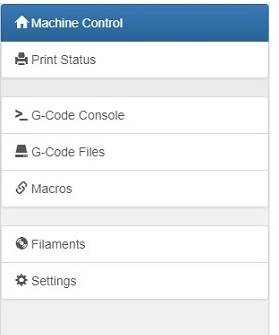 Machine Control
Print Status
G-Code Console
G-Code Files
Macros
Filaments
Settings